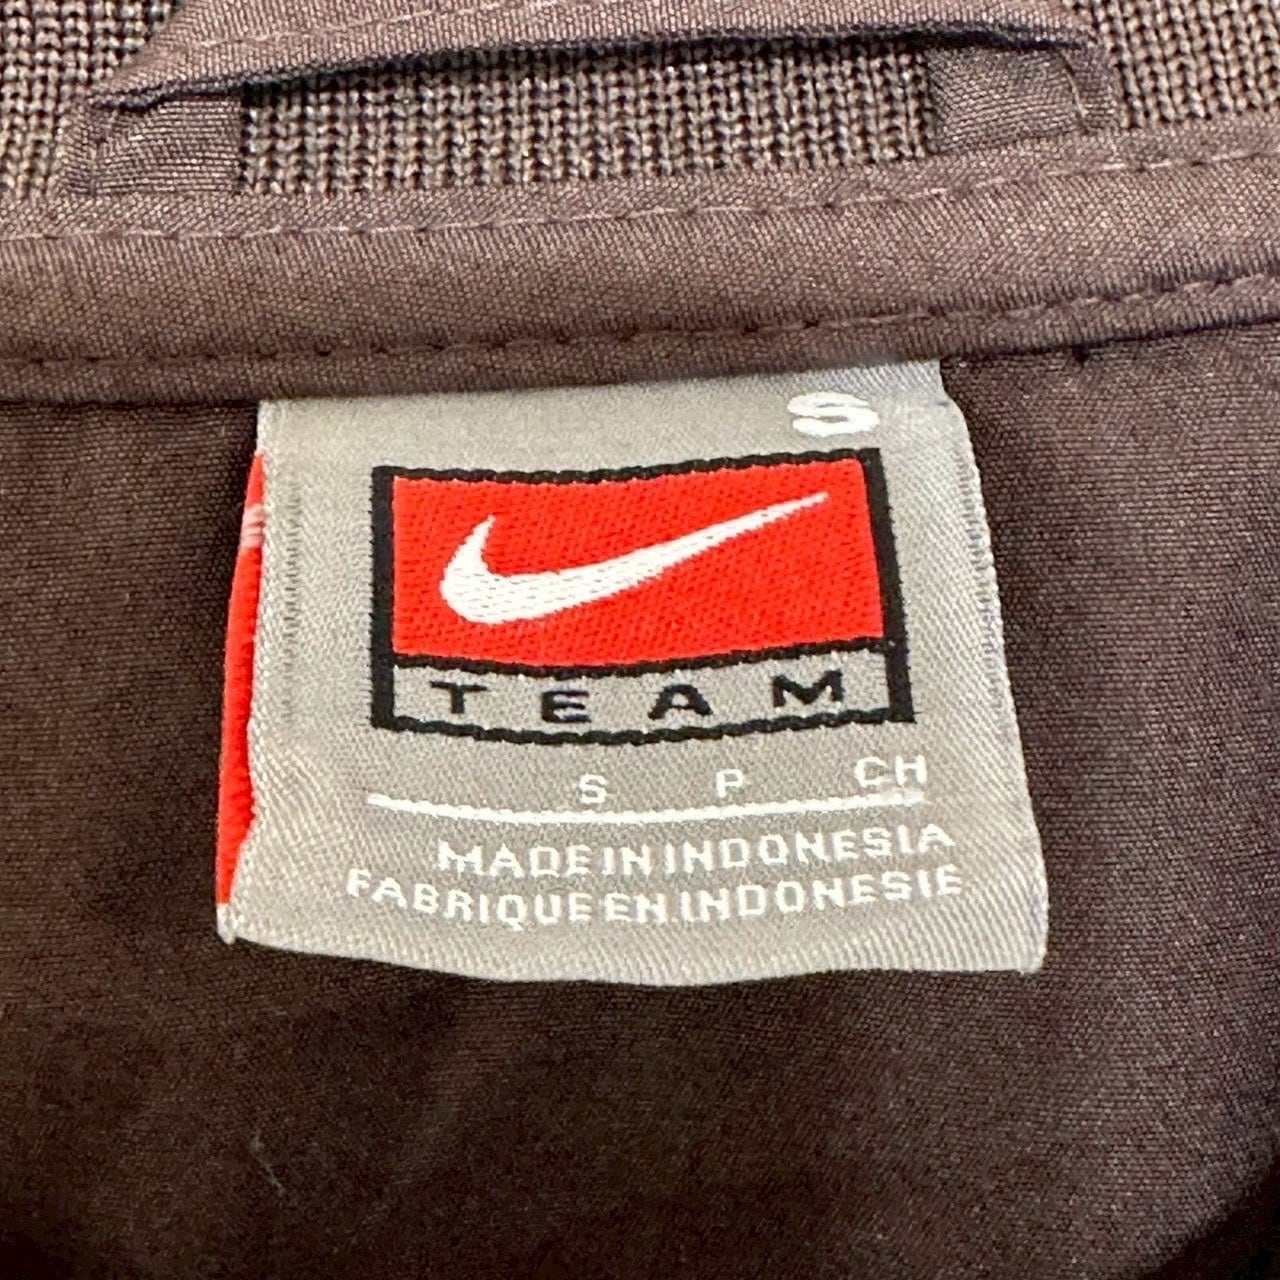 S
TEAM
S P CH
MADE IN INDONESIA
FABRIQUE EN INDONESIE